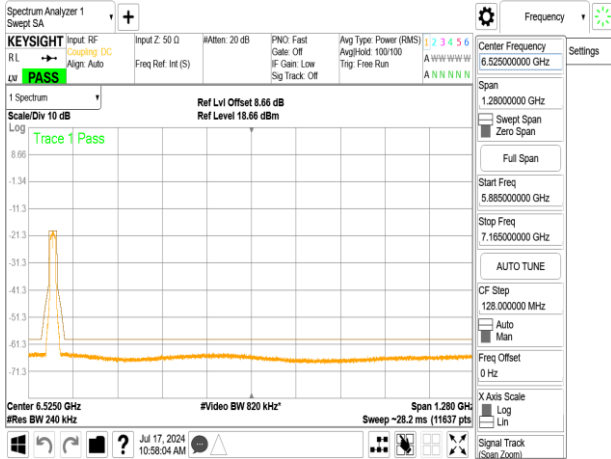 Spectrum Analyzer 1
Swept SA
Frequency
KEYSIGHT
RL
LXI
PASS
Input: RF
Coupling: DC
Align: Auto
Input Z: 50 Ω
Freq Ref: Int (S)
#Atten: 20 dB
PNO: Fast
Gate: Off
IF Gain: Low
Sig Track: Off
Avg Type: Power (RMS)
Avg|Hold: 100/100
Trig: Free Run
1 2 3 4 5 6
A W W W W W
A N N N N N
1 Spectrum
Scale/Div 10 dB
Ref Lvl Offset 8.66 dB
Ref Level 18.66 dBm
Log
Trace 1 Pass
8.66
-1.34
-11.3
-21.3
-31.3
-41.3
-51.3
-61.3
-71.3
Center 6.5250 GHz
#Res BW 240 kHz
#Video BW 820 kHz*
Span 1.280 GHz
Sweep ~28.2 ms (11637 pts
Jul 17, 2024
10:58:04 AM
Center Frequency
6.525000000 GHz
Settings
Span
1.28000000 GHz
Swept Span
Zero Span
Full Span
Start Freq
5.885000000 GHz
Stop Freq
7.165000000 GHz
AUTO TUNE
CF Step
128.000000 MHz
Auto
Man
Freq Offset
0 Hz
X Axis Scale
Log
Lin
Signal Track
(Span Zoom)